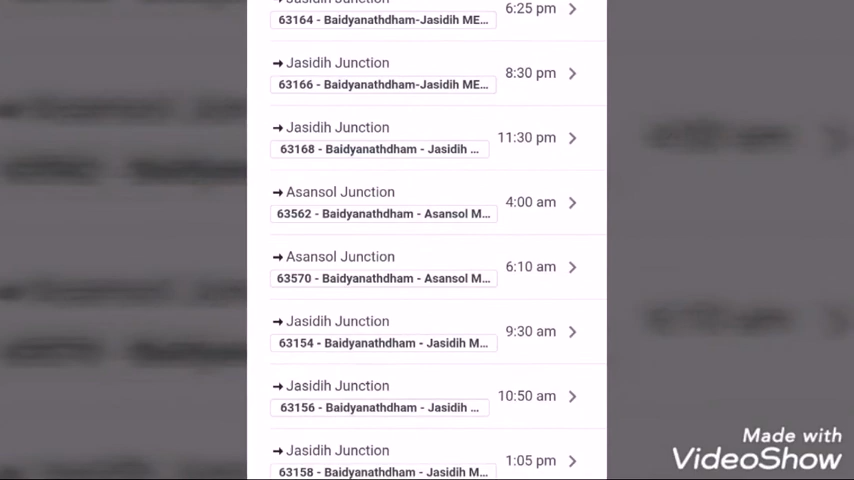 6:25 pm
63164 - Baidyanathdham-Jasidih ME...
→ Jasidih Junction
8:30 pm
63166 - Baidyanathdham-Jasidih ME...
→ Jasidih Junction
11:30 pm
63168 - Baidyanathdham - Jasidih ...
→ Asansol Junction
4:00 am
63562 - Baidyanathdham - Asansol M...
→ Asansol Junction
6:10 am
63570 - Baidyanathdham - Asansol M...
→ Jasidih Junction
9:30 am
63154 - Baidyanathdham - Jasidih M...
→ Jasidih Junction
10:50 am
63156 - Baidyanathdham - Jasidih ...
→ Jasidih Junction
1:05 pm
63158 - Baidyanathdham - Jasidih M...
Made with
VideoShow